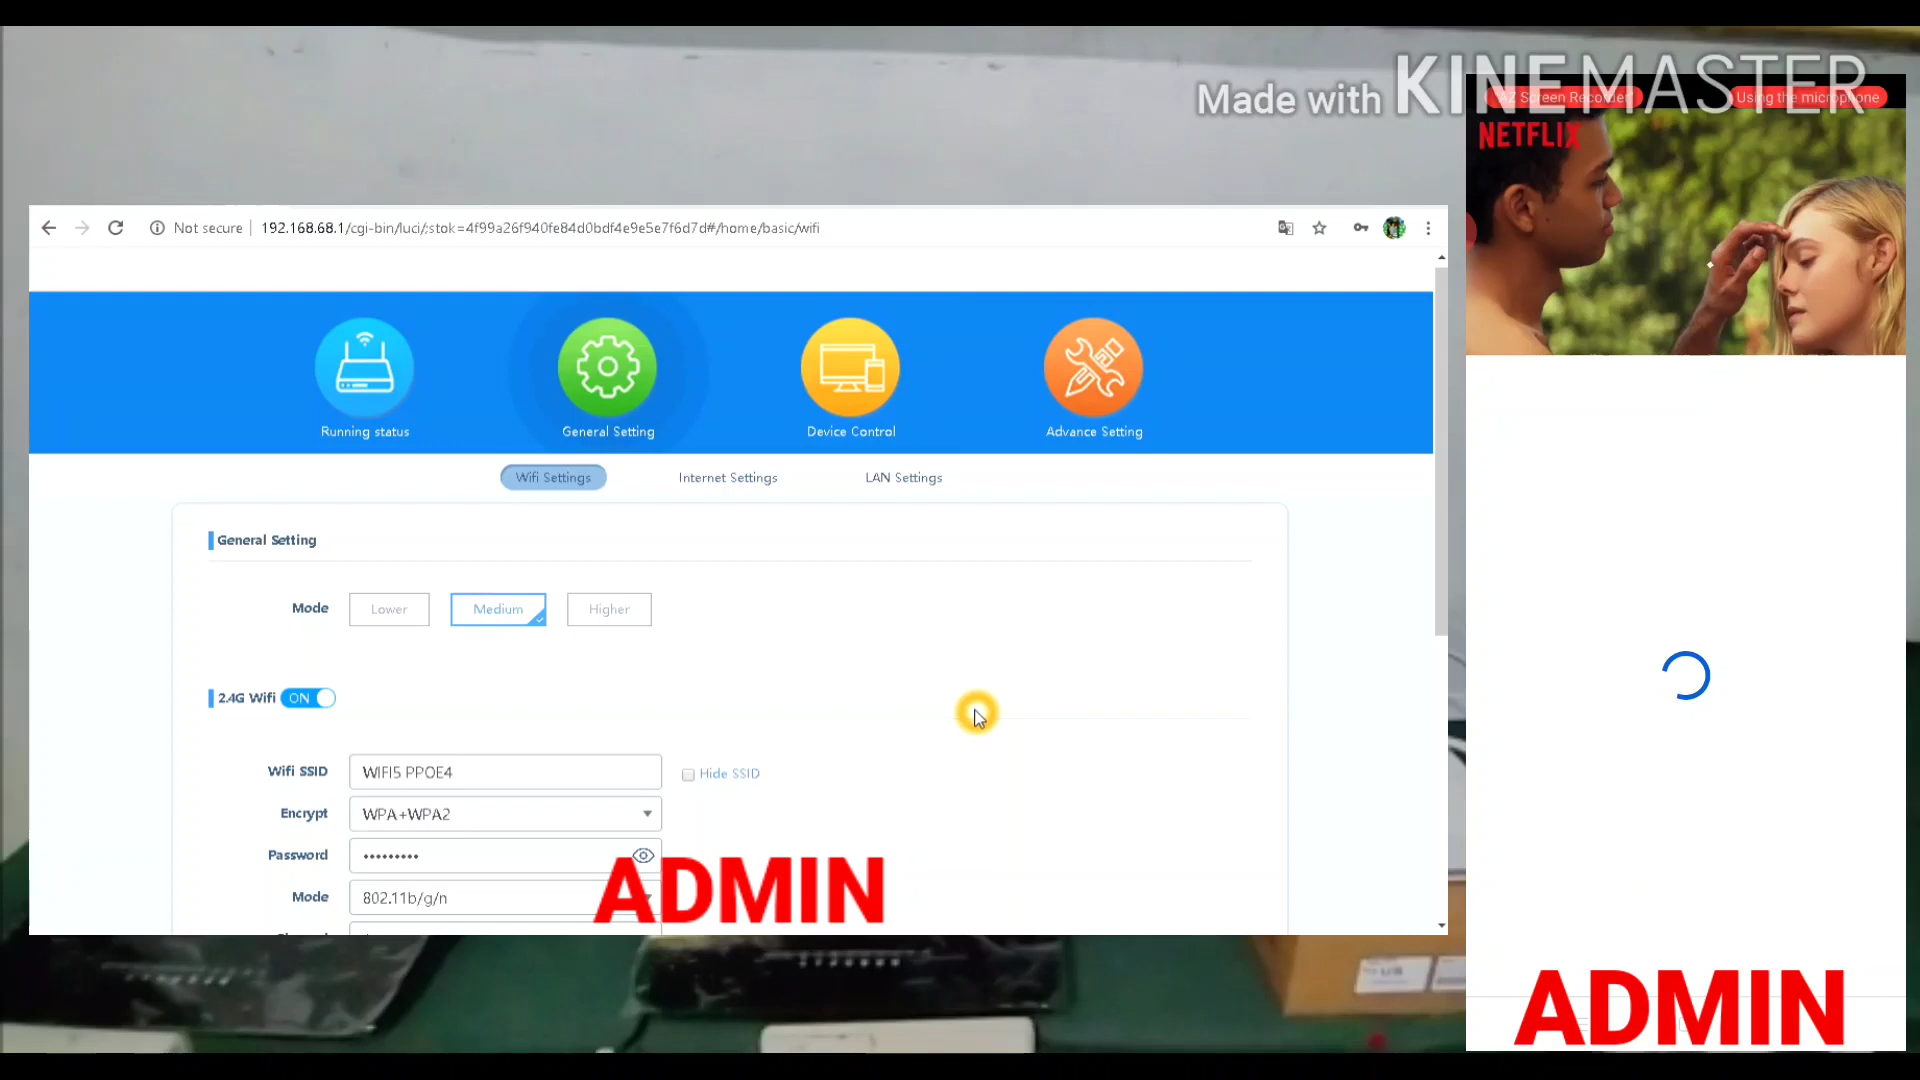 Made with KINEMASTER
AZ Screen Recorder
Using the microphone
NETFLIX
Not secure
192.168.68.1/cgi-bin/luci/;stok=4f99a26f940fe84d0bdf4e9e5e7f6d7d#/home/basic/wifi
Running status
General Setting
Device Control
Advance Setting
Wifi Settings
Internet Settings
LAN Settings
General Setting
Mode
Lower
Medium
Higher
2.4G Wifi
ON
Wifi SSID
WIFI5 PPOE4
Hide SSID
Encrypt
WPA+WPA2
Password
•••••••••
Mode
802.11b/g/n
ADMIN
ADMIN